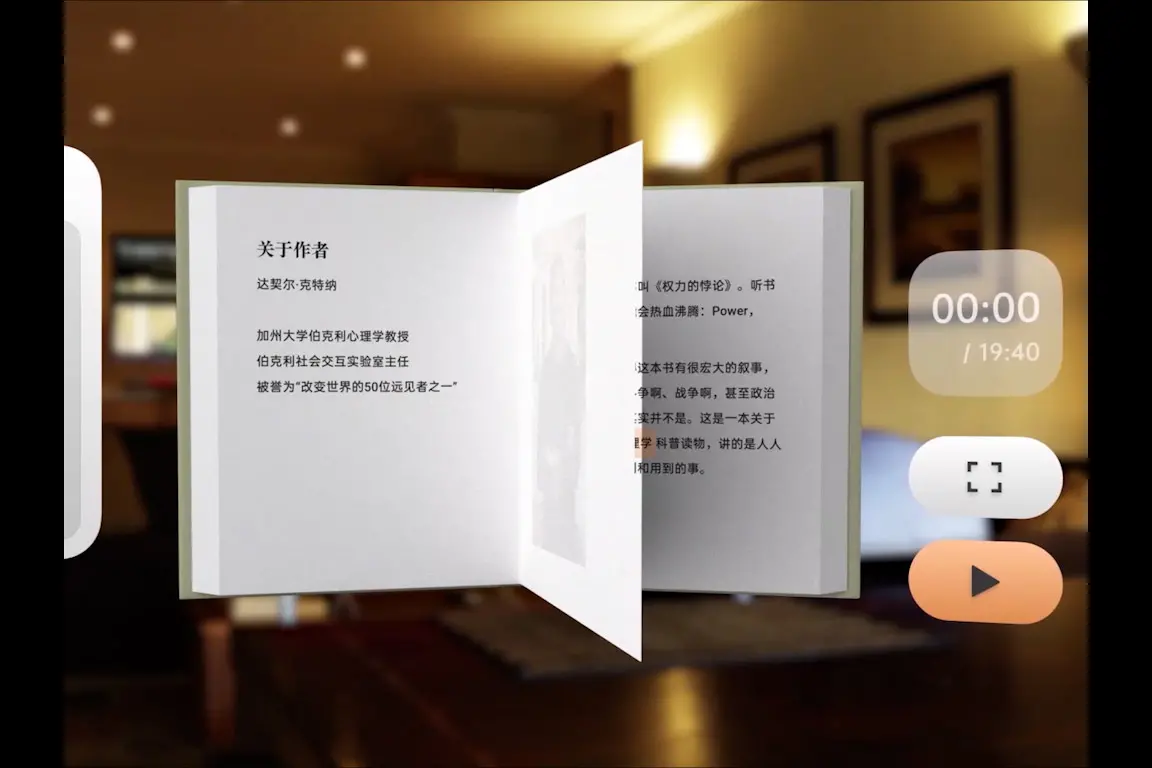 关于作者
达契尔·克特纳
加州大学伯克利心理学教授
伯克利社会交互实验室主任
被誉为“改变世界的50位远见者之一”
叫《权力的悖论》。听书
会热血沸腾：Power，
这本书有很宏大的叙事，
争啊、战争啊，甚至政治
实并不是。这是一本关于
理学 科普读物，讲的是人人
和用到的事。
00:00
/ 19:40